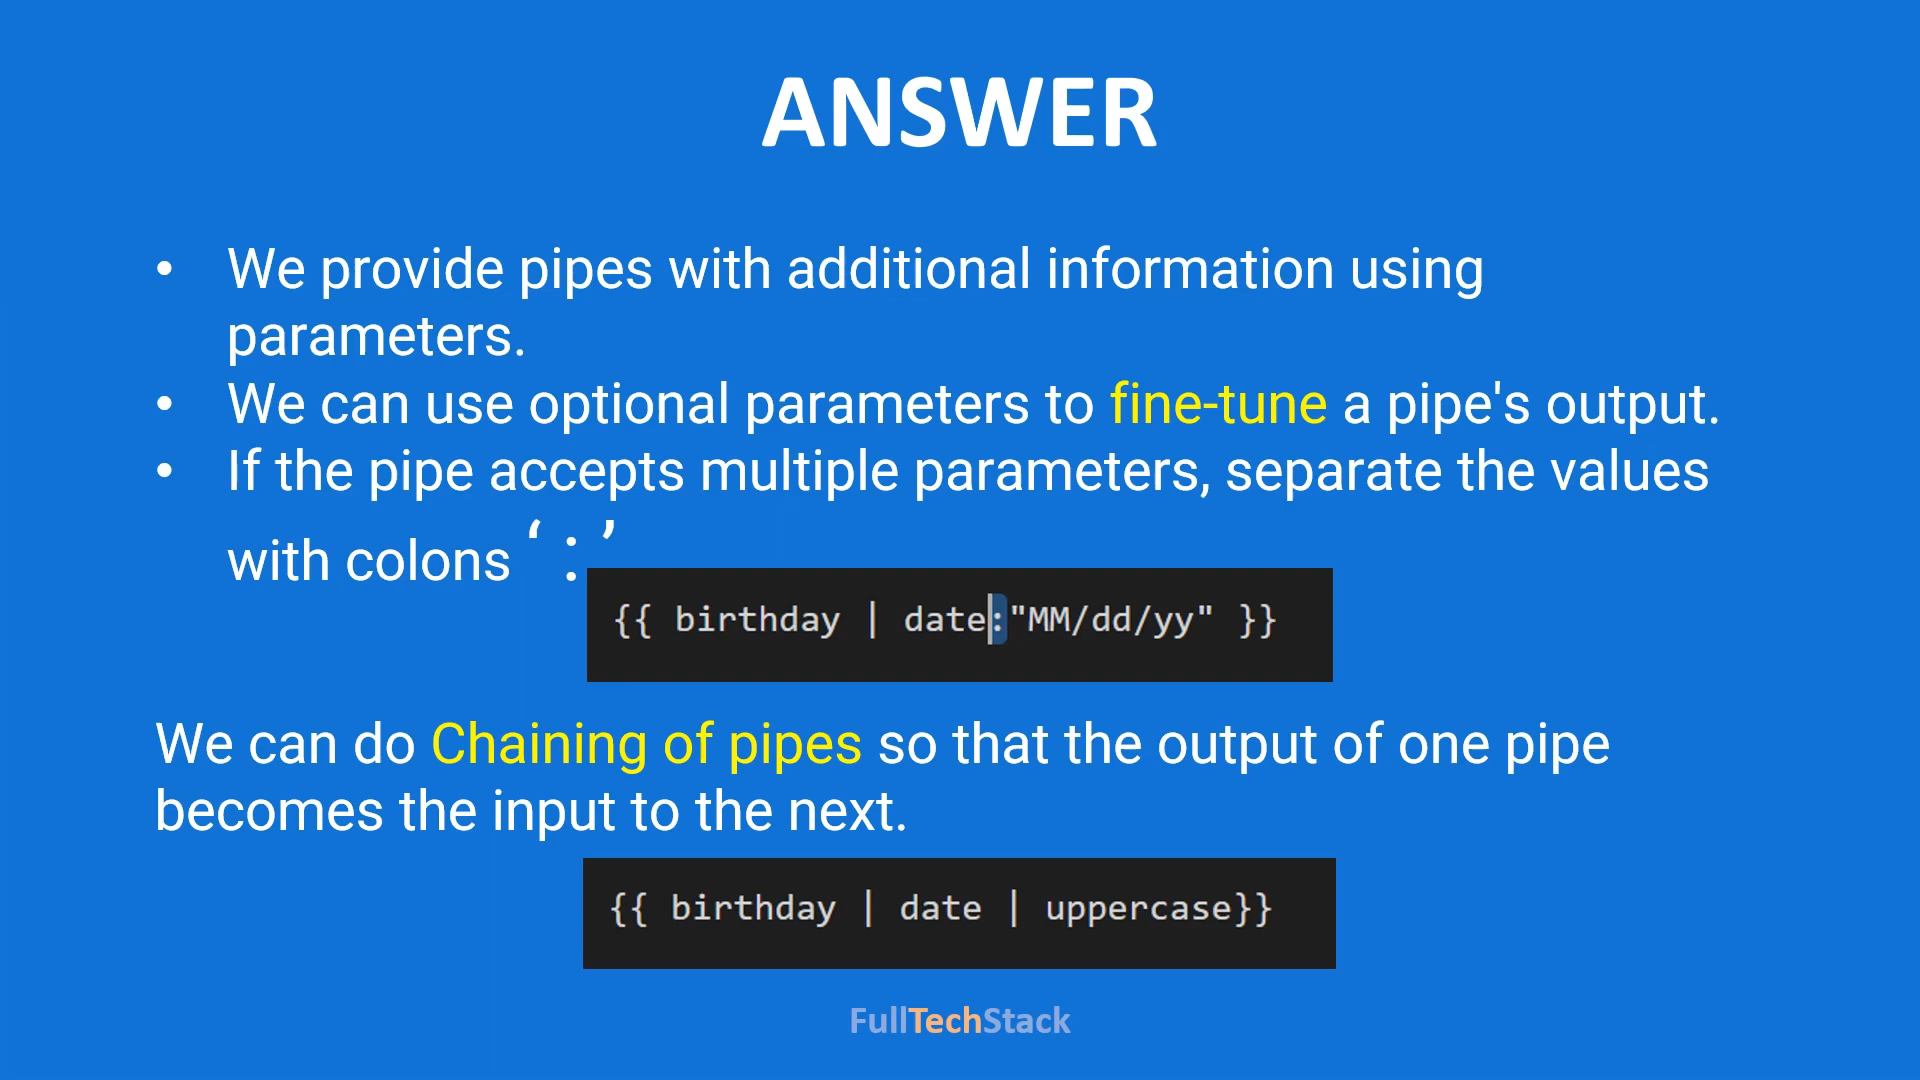 ANSWER
• We provide pipes with additional information using
parameters.
• We can use optional parameters to fine-tune a pipe's output.
• If the pipe accepts multiple parameters, separate the values
with colons ‘ : ’
{{ birthday | date:"MM/dd/yy" }}
We can do Chaining of pipes so that the output of one pipe
becomes the input to the next.
{{ birthday | date | uppercase}}
FullTechStack